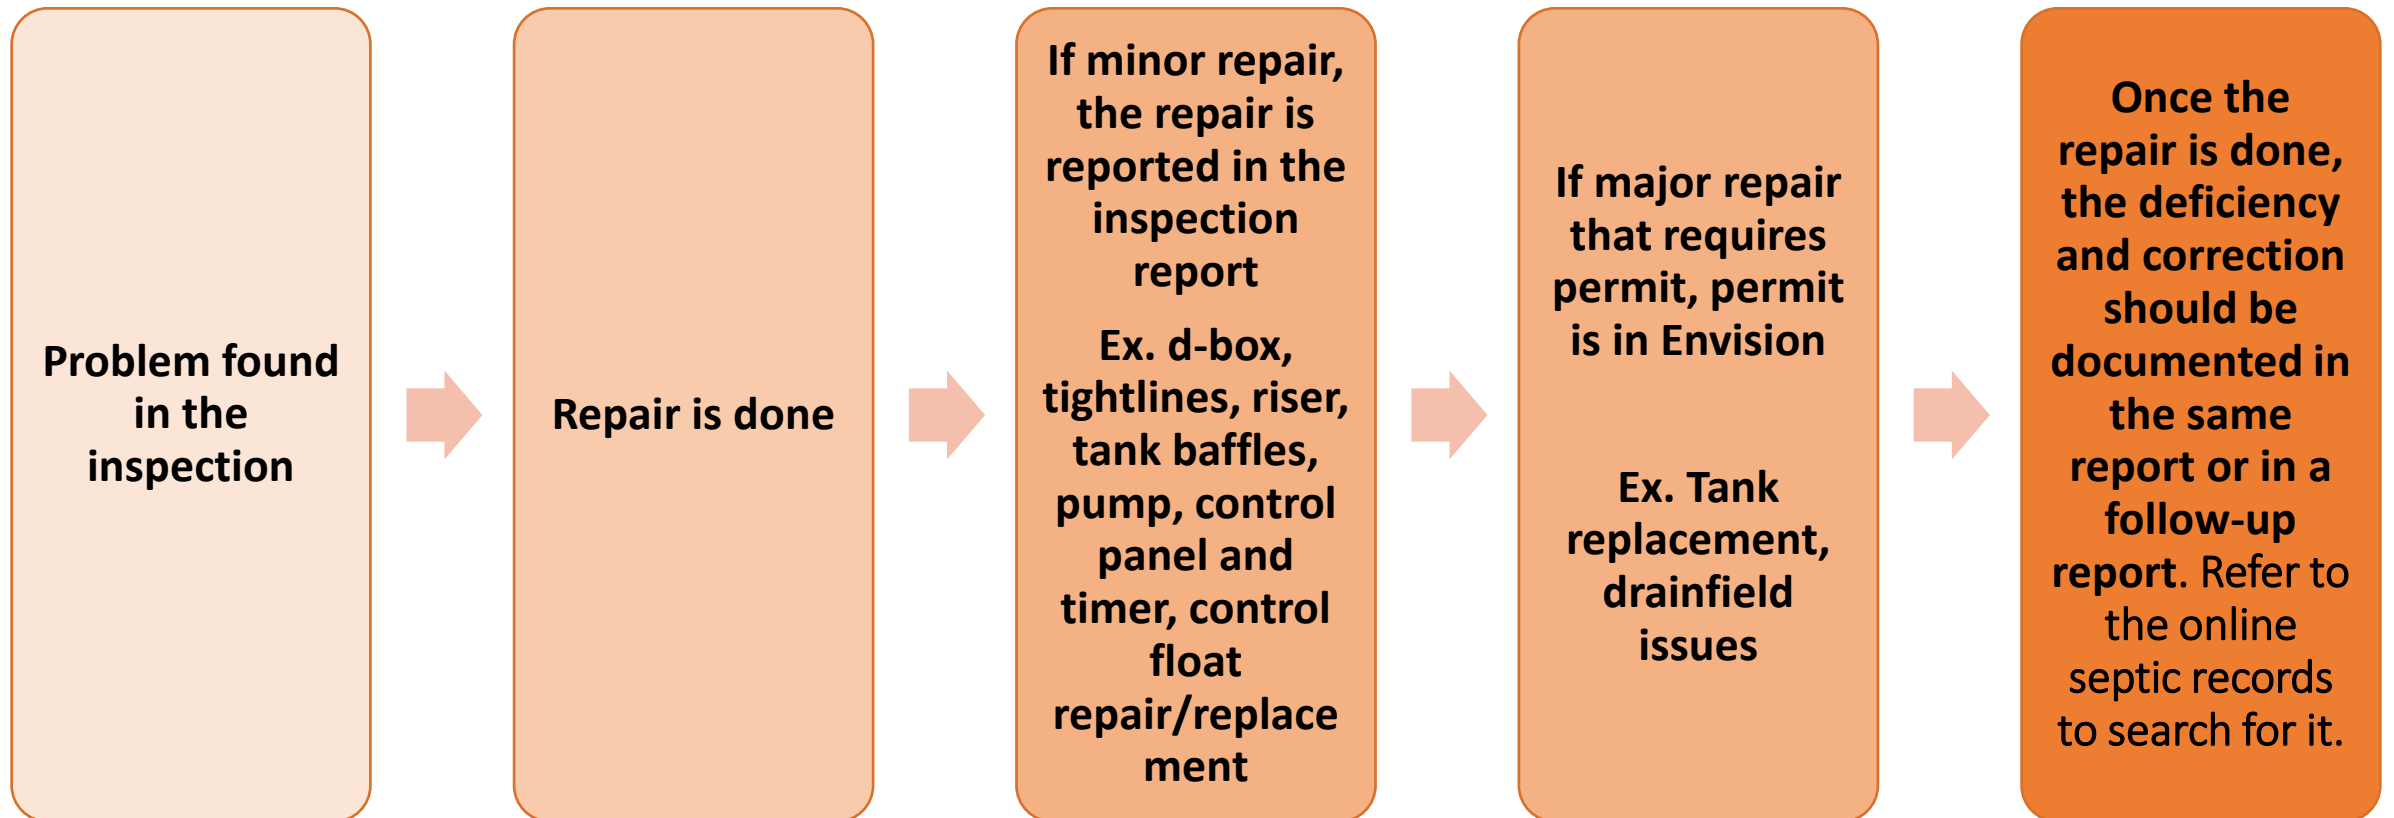 Problem found
in the
inspection
Repair is done
If minor repair,
the repair is
reported in the
inspection
report
Ex. d-box,
tightlines, riser,
tank baffles,
pump, control
panel and
timer, control
float
repair/replace
ment
If major repair
that requires
permit, permit
is in Envision
Ex. Tank
replacement,
drainfield
issues
Once the
repair is done,
the deficiency
and correction
should be
documented in
the same
report or in a
follow-up
report. Refer to
the online
septic records
to search for it.